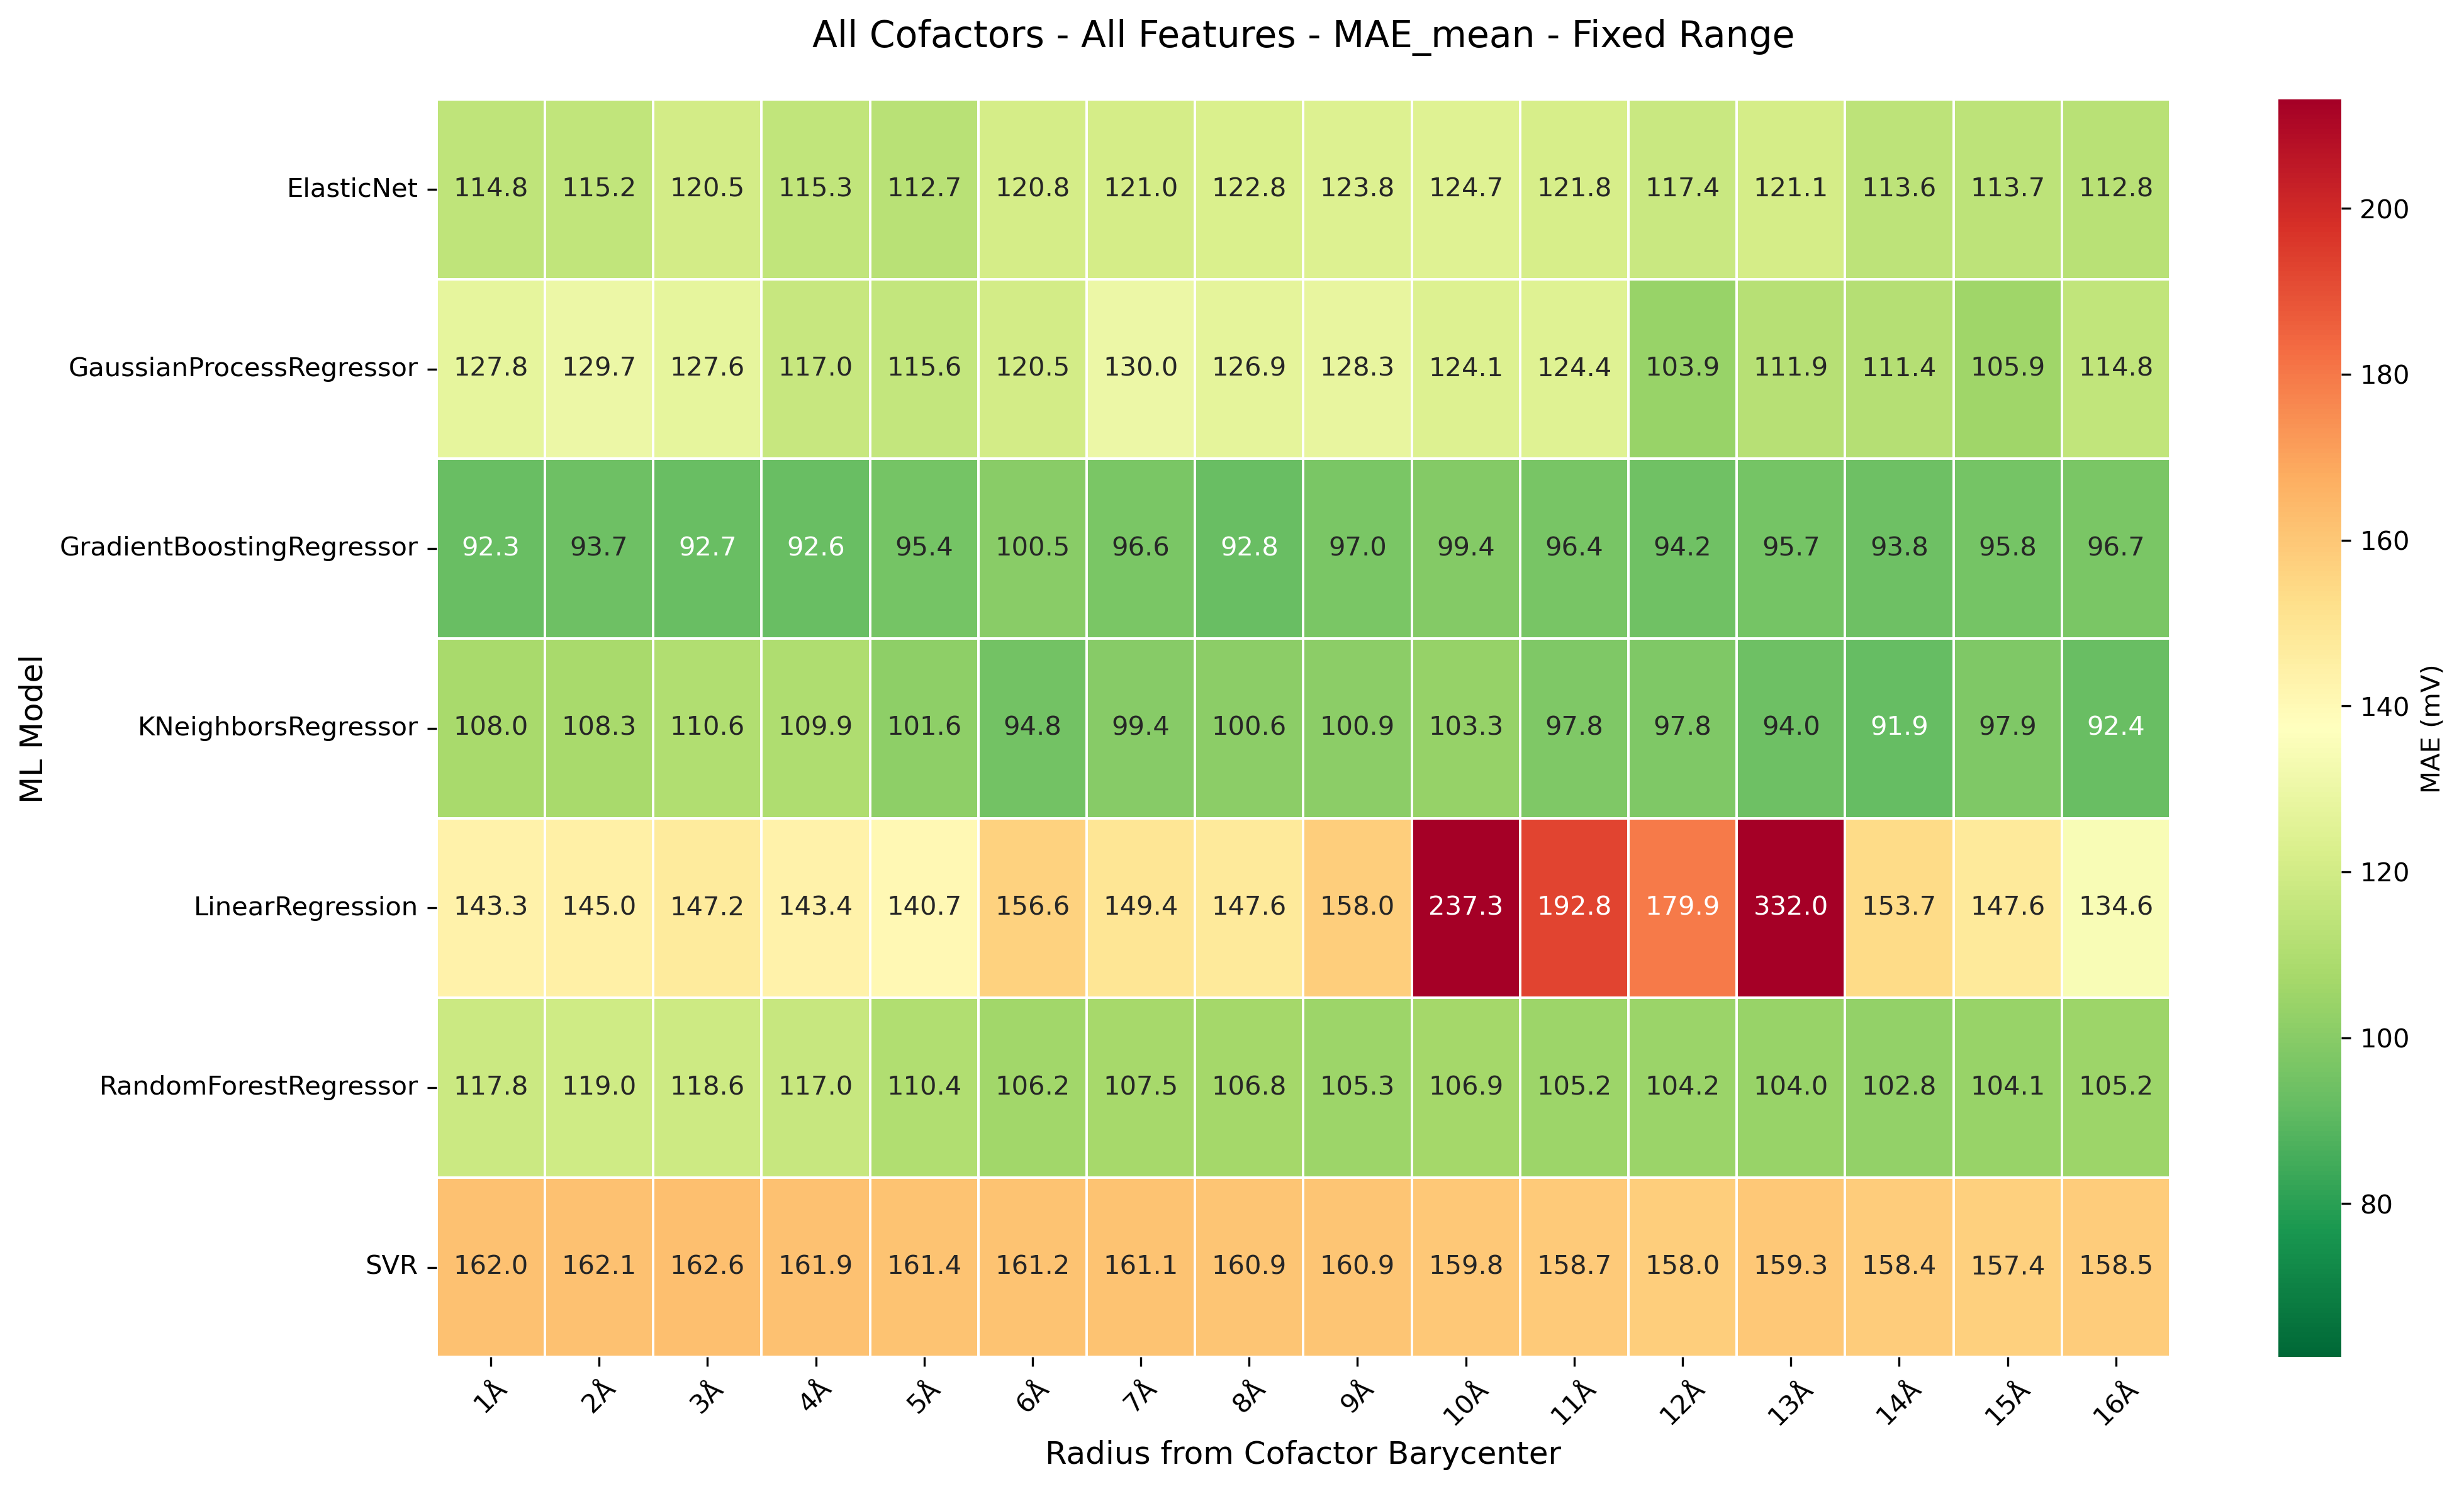 All Cofactors - All Features - MAE_mean - Fixed Range
ML Model
ElasticNet 114.8 115.2 120.5 115.3 112.7 120.8 121.0 122.8 123.8 124.7 121.8 117.4 121.1 113.6 113.7 112.8
GaussianProcessRegressor 127.8 129.7 127.6 117.0 115.6 120.5 130.0 126.9 128.3 124.1 124.4 103.9 111.9 111.4 105.9 114.8
GradientBoostingRegressor 92.3 93.7 92.7 92.6 95.4 100.5 96.6 92.8 97.0 99.4 96.4 94.2 95.7 93.8 95.8 96.7
KNeighborsRegressor 108.0 108.3 110.6 109.9 101.6 94.8 99.4 100.6 100.9 103.3 97.8 97.8 94.0 91.9 97.9 92.4
LinearRegression 143.3 145.0 147.2 143.4 140.7 156.6 149.4 147.6 158.0 237.3 192.8 179.9 332.0 153.7 147.6 134.6
RandomForestRegressor 117.8 119.0 118.6 117.0 110.4 106.2 107.5 106.8 105.3 106.9 105.2 104.2 104.0 102.8 104.1 105.2
SVR 162.0 162.1 162.6 161.9 161.4 161.2 161.1 160.9 160.9 159.8 158.7 158.0 159.3 158.4 157.4 158.5
1Å 2Å 3Å 4Å 5Å 6Å 7Å 8Å 9Å 10Å 11Å 12Å 13Å 14Å 15Å 16Å
Radius from Cofactor Barycenter
200
180
160
140
120
100
80
MAE (mV)